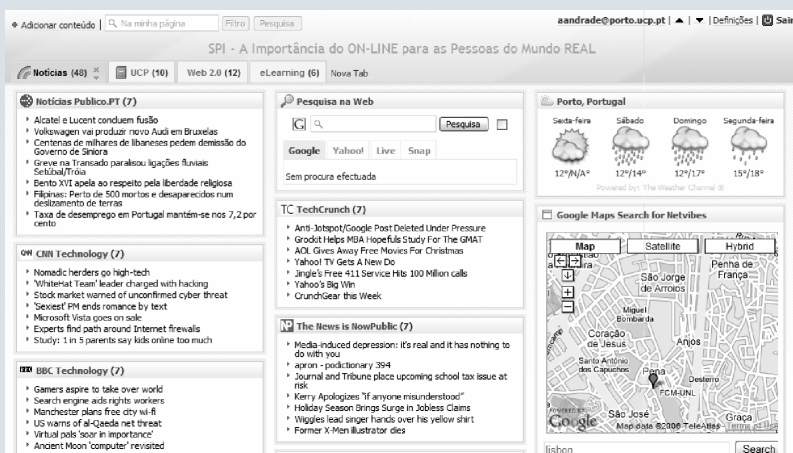 Adicionar conteúdo | Na minha página Filtro Pesquisa
aandrade@porto.ucp.pt | ▲ | ▼ | Definições | Sair
SPI - A Importância do ON-LINE para as Pessoas do Mundo REAL
Notícias (48) UCP (10) Web 2.0 (12) eLearning (6) Nova Tab
Notícias Publico.PT (7)
Alcatel e Lucent conduem fusão
Volkswagen vai produzir novo Audi em Bruxelas
Centenas de milhares de libaneses pedem demissão do
Governo de Siniora
Greve na Transado paralisou ligações fluviais
Setúbal/Tróia
Bento XVI apela ao respeito pela liberdade religiosa
Filipinas: Perto de 500 mortos e desaparecidos num
deslizamento de terras
Taxa de desemprego em Portugal mantém-se nos 7,2 por
cento
CNN Technology (7)
Nomadic herders go high-tech
'WhiteHat Team' leader charged with hacking
Stock market warned of unconfirmed cyber threat
'Sexiest' PM ends romance by text
Microsoft Vista goes on sale
Experts find path around Internet firewalls
Study: 1 in 5 parents say kids online too much
BBC Technology (7)
Gamers aspire to take over world
Search engine aids rights workers
Manchester plans free city wi-fi
US warns of al-Qaeda net threat
Virtual pals 'soar in importance'
Ancient Moon 'computer' revisited
Pesquisa na Web
G Pesquisa
Google Yahoo! Live Snap
Sem procura efectuada
TC TechCrunch (7)
Anti-Jotspot/Google Post Deleted Under Pressure
Grockit Helps MBA Hopefuls Study For The GMAT
AOL Gives Away Free Movies For Christmas
Yahoo! TV Gets A New Do
Jingle's Free 411 Service Hits 100 Million calls
Yahoo's Big Win
CrunchGear this Week
NP The News is NowPublic (7)
Media-induced depression: it's real and it has nothing to
do with you
apron - podictionary 394
Journal and Tribune place upcoming school tax issue at
risk
Kerry Apologizes "if anyone misunderstood"
Holiday Season Brings Surge in Jobless Claims
Wiggles lead singer hands over his yellow shirt
Former X-Men illustrator dies
Porto, Portugal
Sexta-feira Sábado Domingo Segunda-feira
12°/N/A° 12°/14° 12°/17° 15°/18°
Powered by: The Weather Channel ®
Google Maps Search for Netvibes
Map Satellite Hybrid
Penha de
França
São Jorge
de Arroios
Miguel
Bombarda
Coração
de Jesus
Anjos
Santo António
dos Capuchos
Pena
Desterro
FCM-UNL
São José
Graça
POWERED BY
Google
Map data ©2006 TeleAtlas - Terms of Use
lisbon Search